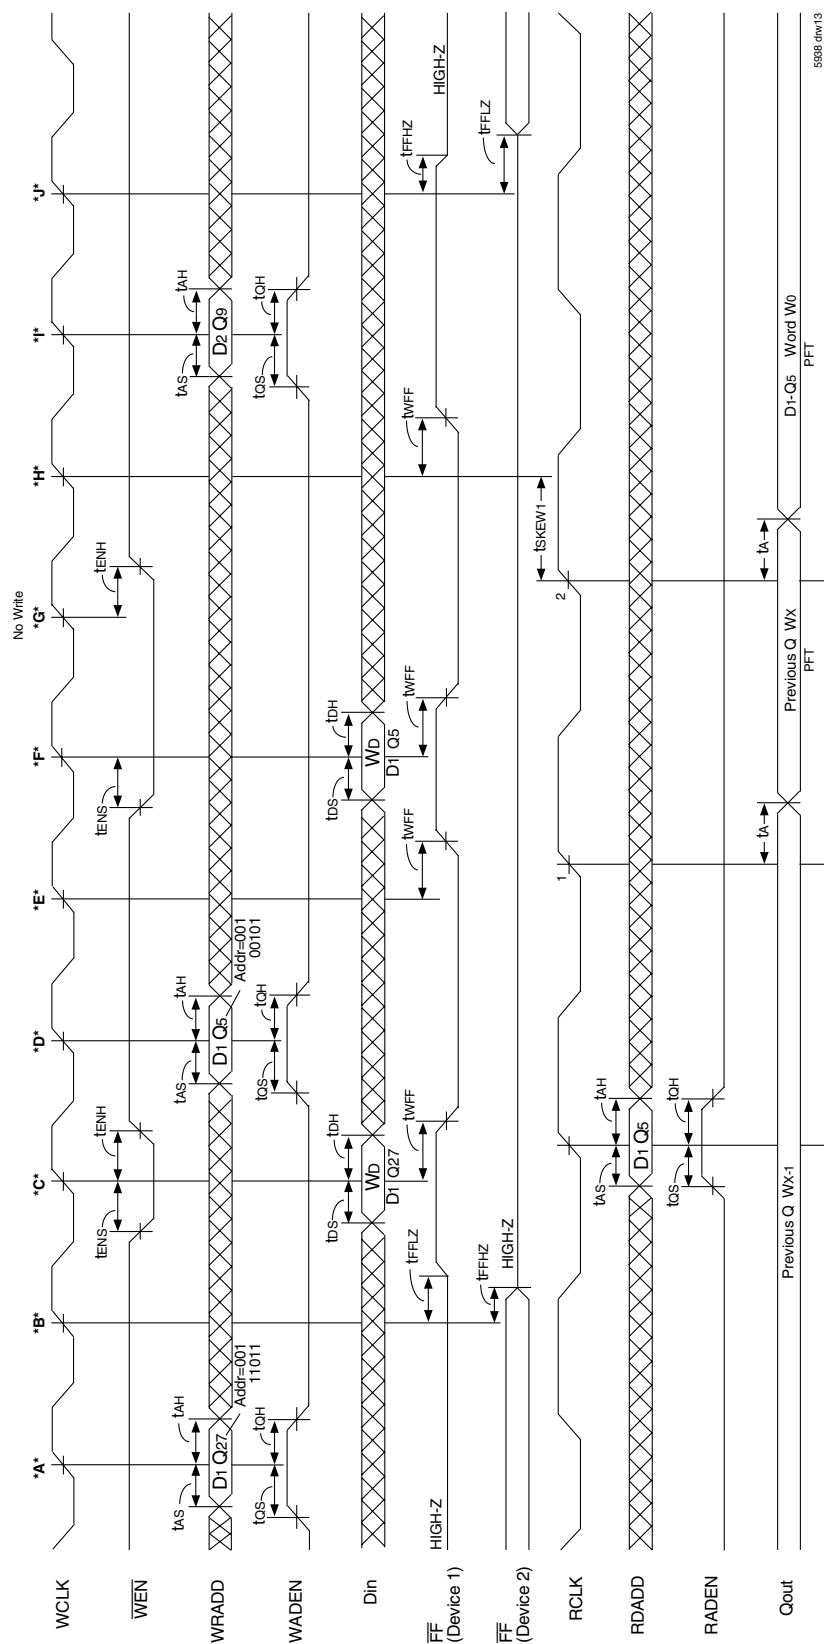 No Write
*A* *B* *C* *D* *E* *F* *G* *H* *I* *J*
WCLK
tENS tENH tENS tENH
WEN
tAS tAH tAS tAH tAS tAH
WRADD D1 Q27 D1 Q5 D2 Q9
Addr=001
11011
Addr=001
00101
tQS tQH tQS tQH tQS tQH
WADEN
tDS tDH tDS tDH
Din WD WD
D1 Q27 D1 Q5
tFFLZ tWFF tWFF tWFF tWFF tFFHZ
FF
(Device 1)
HIGH-Z HIGH-Z
tFFHZ tFFLZ
FF
(Device 2)
HIGH-Z
tSKEW1
RCLK 1 2
tAS tAH
RDADD D1 Q5
tQS tQH
RADEN
tA tA
Qout Previous Q WX-1 Previous Q WX D1-Q5 Word W0
PFT PFT
5938 drw13